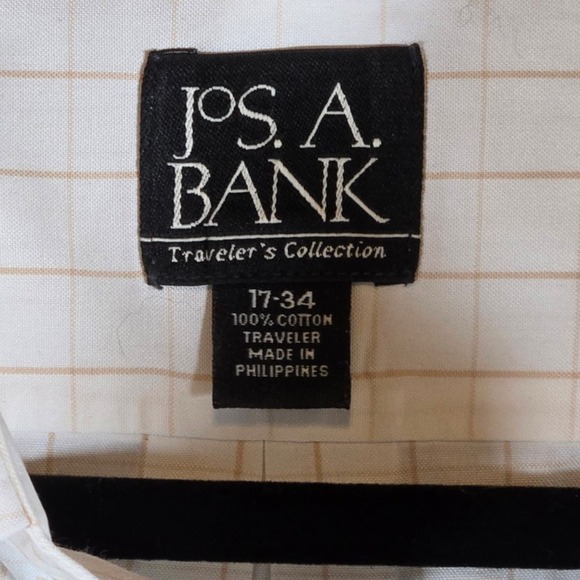 JOS. A.
BANK
Traveler's Collection
17-34
100% COTTON
TRAVELER
MADE IN
PHILIPPINES